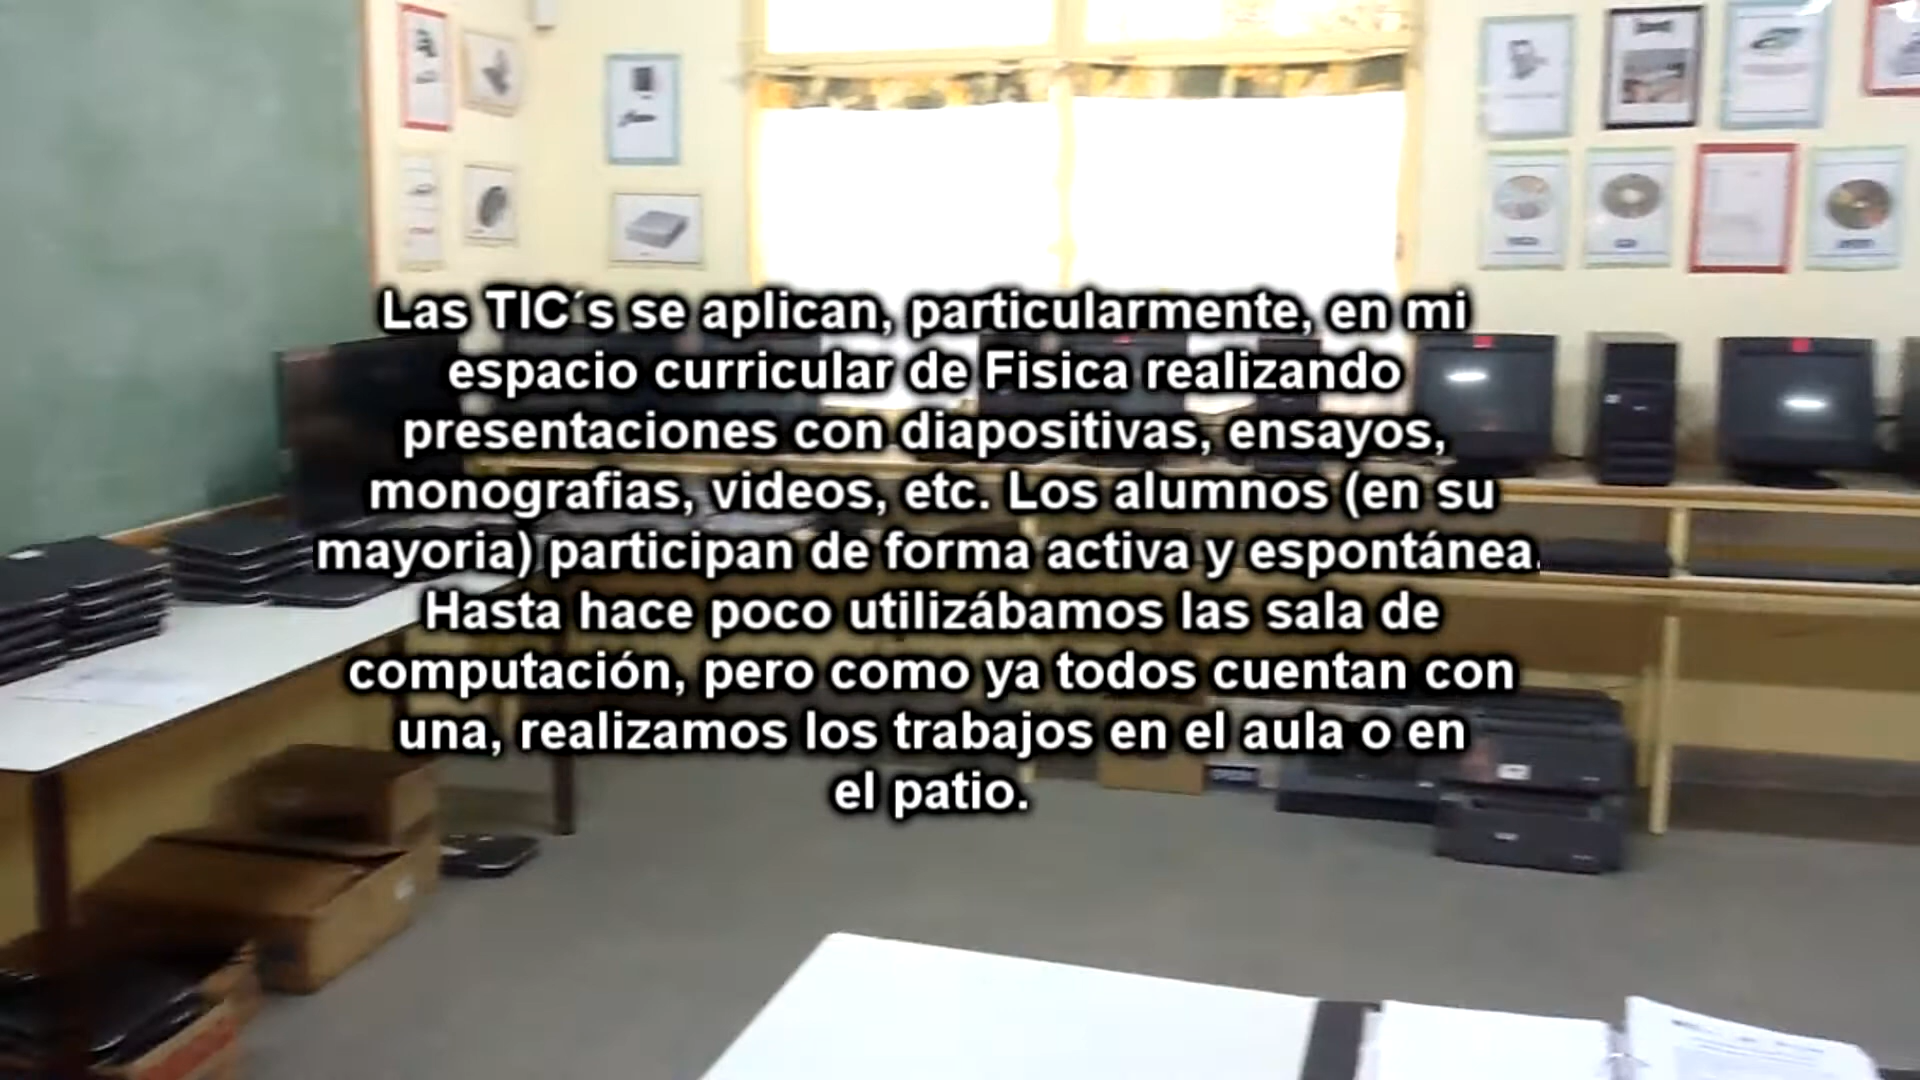 Las TIC´s se aplican, particularmente, en mi
espacio curricular de Fisica realizando
presentaciones con diapositivas, ensayos,
monografias, videos, etc. Los alumnos (en su
mayoria) participan de forma activa y espontánea.
Hasta hace poco utilizábamos las sala de
computación, pero como ya todos cuentan con
una, realizamos los trabajos en el aula o en
el patio.